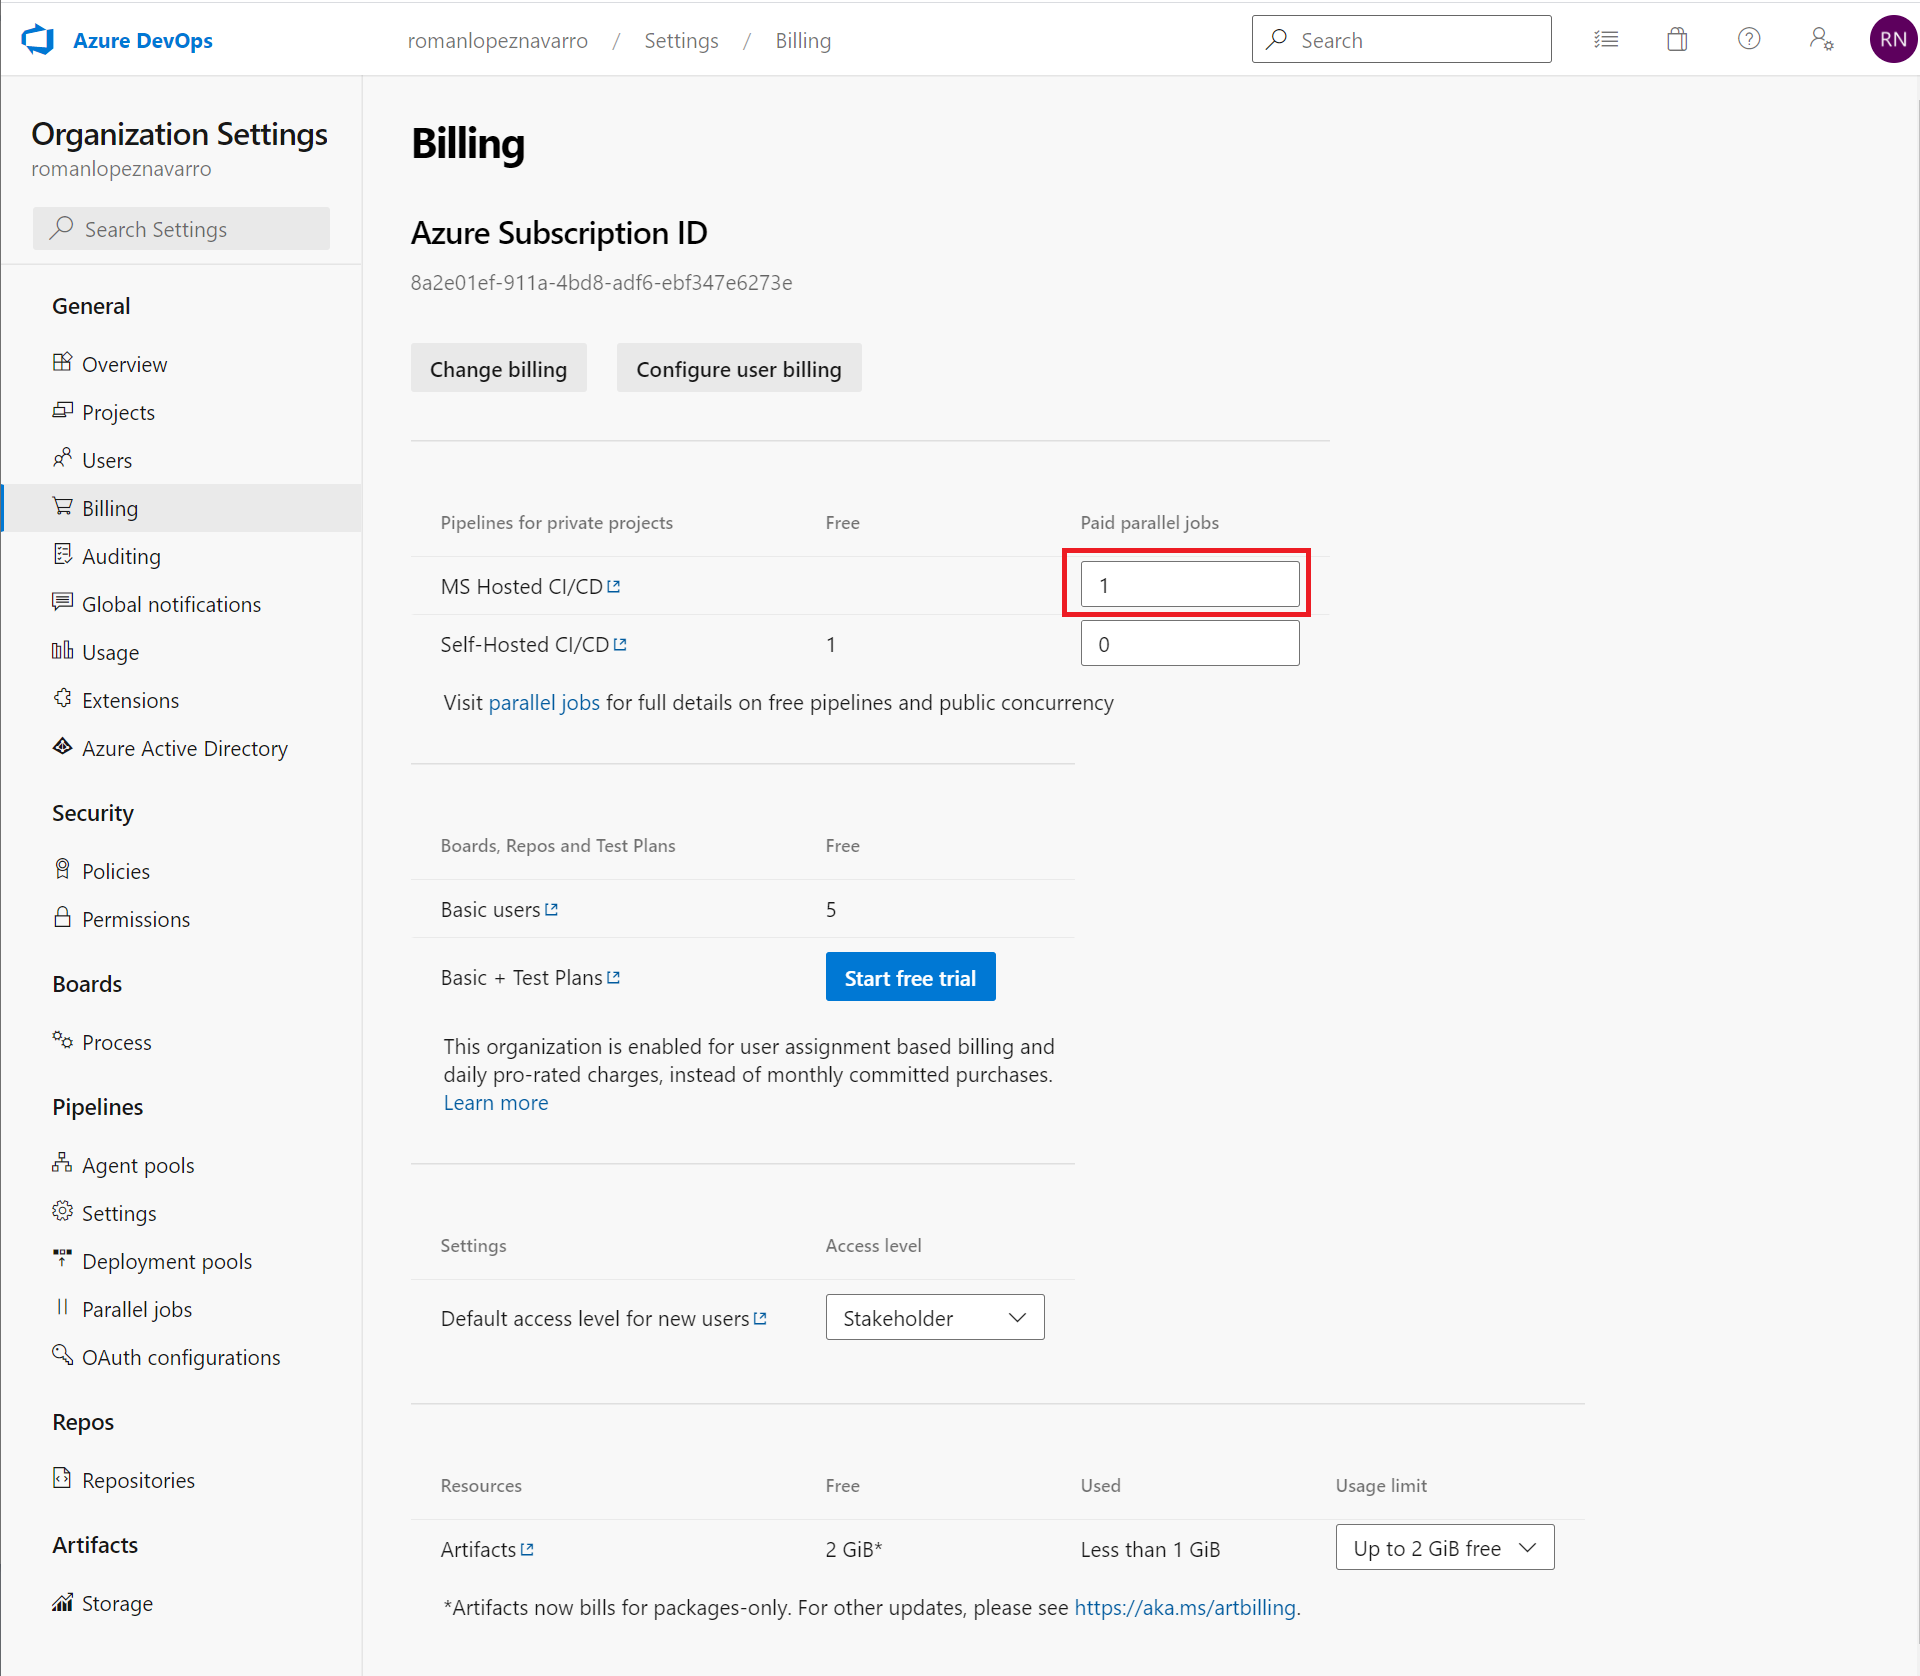 Azure DevOps
romanlopeznavarro / Settings / Billing
Search
RN
Organization Settings
romanlopeznavarro
Search Settings
General
Overview
Projects
Users
Billing
Auditing
Global notifications
Usage
Extensions
Azure Active Directory
Security
Policies
Permissions
Boards
Process
Pipelines
Agent pools
Settings
Deployment pools
Parallel jobs
OAuth configurations
Repos
Repositories
Artifacts
Storage
Billing
Azure Subscription ID
8a2e01ef-911a-4bd8-adf6-ebf347e6273e
Change billing Configure user billing
Pipelines for private projects Free Paid parallel jobs
MS Hosted CI/CD 1
Self-Hosted CI/CD 1 0
Visit parallel jobs for full details on free pipelines and public concurrency
Boards, Repos and Test Plans Free
Basic users 5
Basic + Test Plans Start free trial
This organization is enabled for user assignment based billing and
daily pro-rated charges, instead of monthly committed purchases.
Learn more
Settings Access level
Default access level for new users Stakeholder
Resources Free Used Usage limit
Artifacts 2 GiB* Less than 1 GiB Up to 2 GiB free
*Artifacts now bills for packages-only. For other updates, please see https://aka.ms/artbilling.